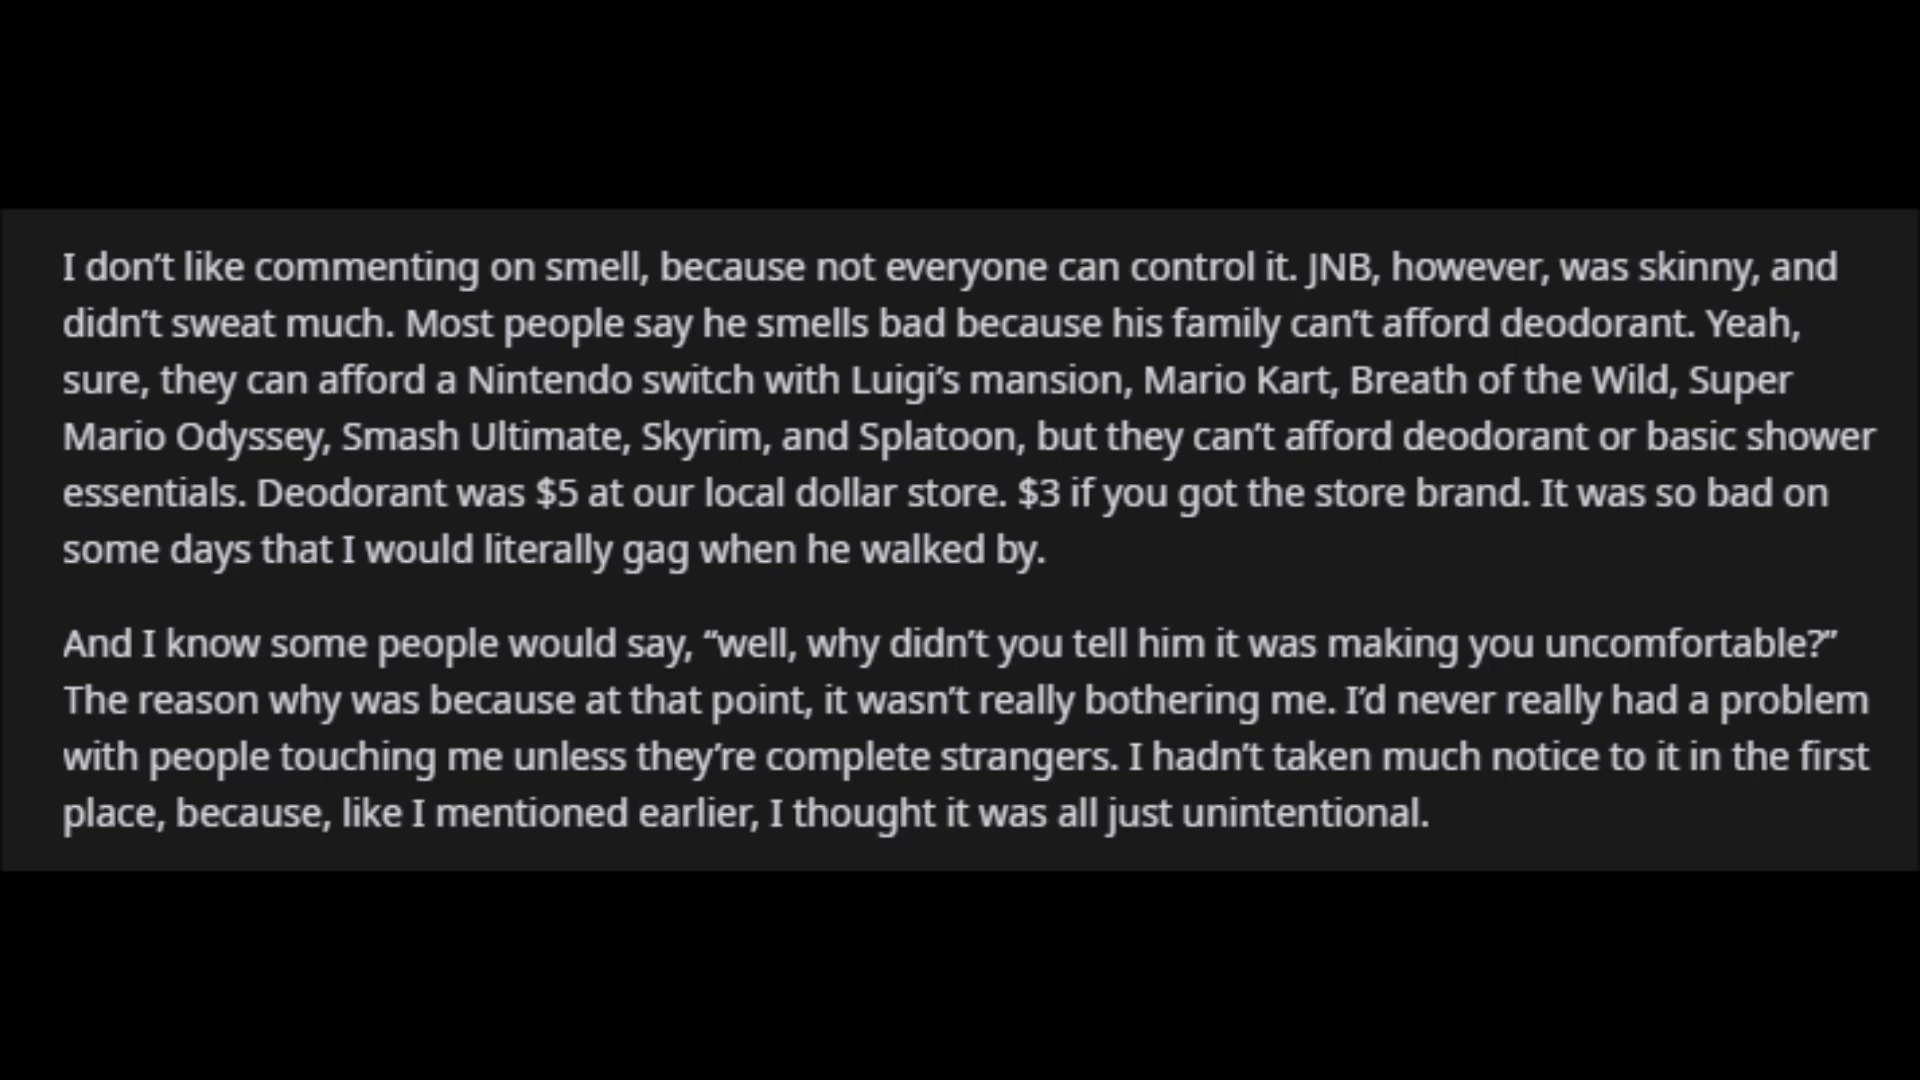 I don’t like commenting on smell, because not everyone can control it. JNB, however, was skinny, and
didn’t sweat much. Most people say he smells bad because his family can’t afford deodorant. Yeah,
sure, they can afford a Nintendo switch with Luigi’s mansion, Mario Kart, Breath of the Wild, Super
Mario Odyssey, Smash Ultimate, Skyrim, and Splatoon, but they can’t afford deodorant or basic shower
essentials. Deodorant was $5 at our local dollar store. $3 if you got the store brand. It was so bad on
some days that I would literally gag when he walked by.
And I know some people would say, “well, why didn’t you tell him it was making you uncomfortable?”
The reason why was because at that point, it wasn’t really bothering me. I’d never really had a problem
with people touching me unless they’re complete strangers. I hadn’t taken much notice to it in the first
place, because, like I mentioned earlier, I thought it was all just unintentional.